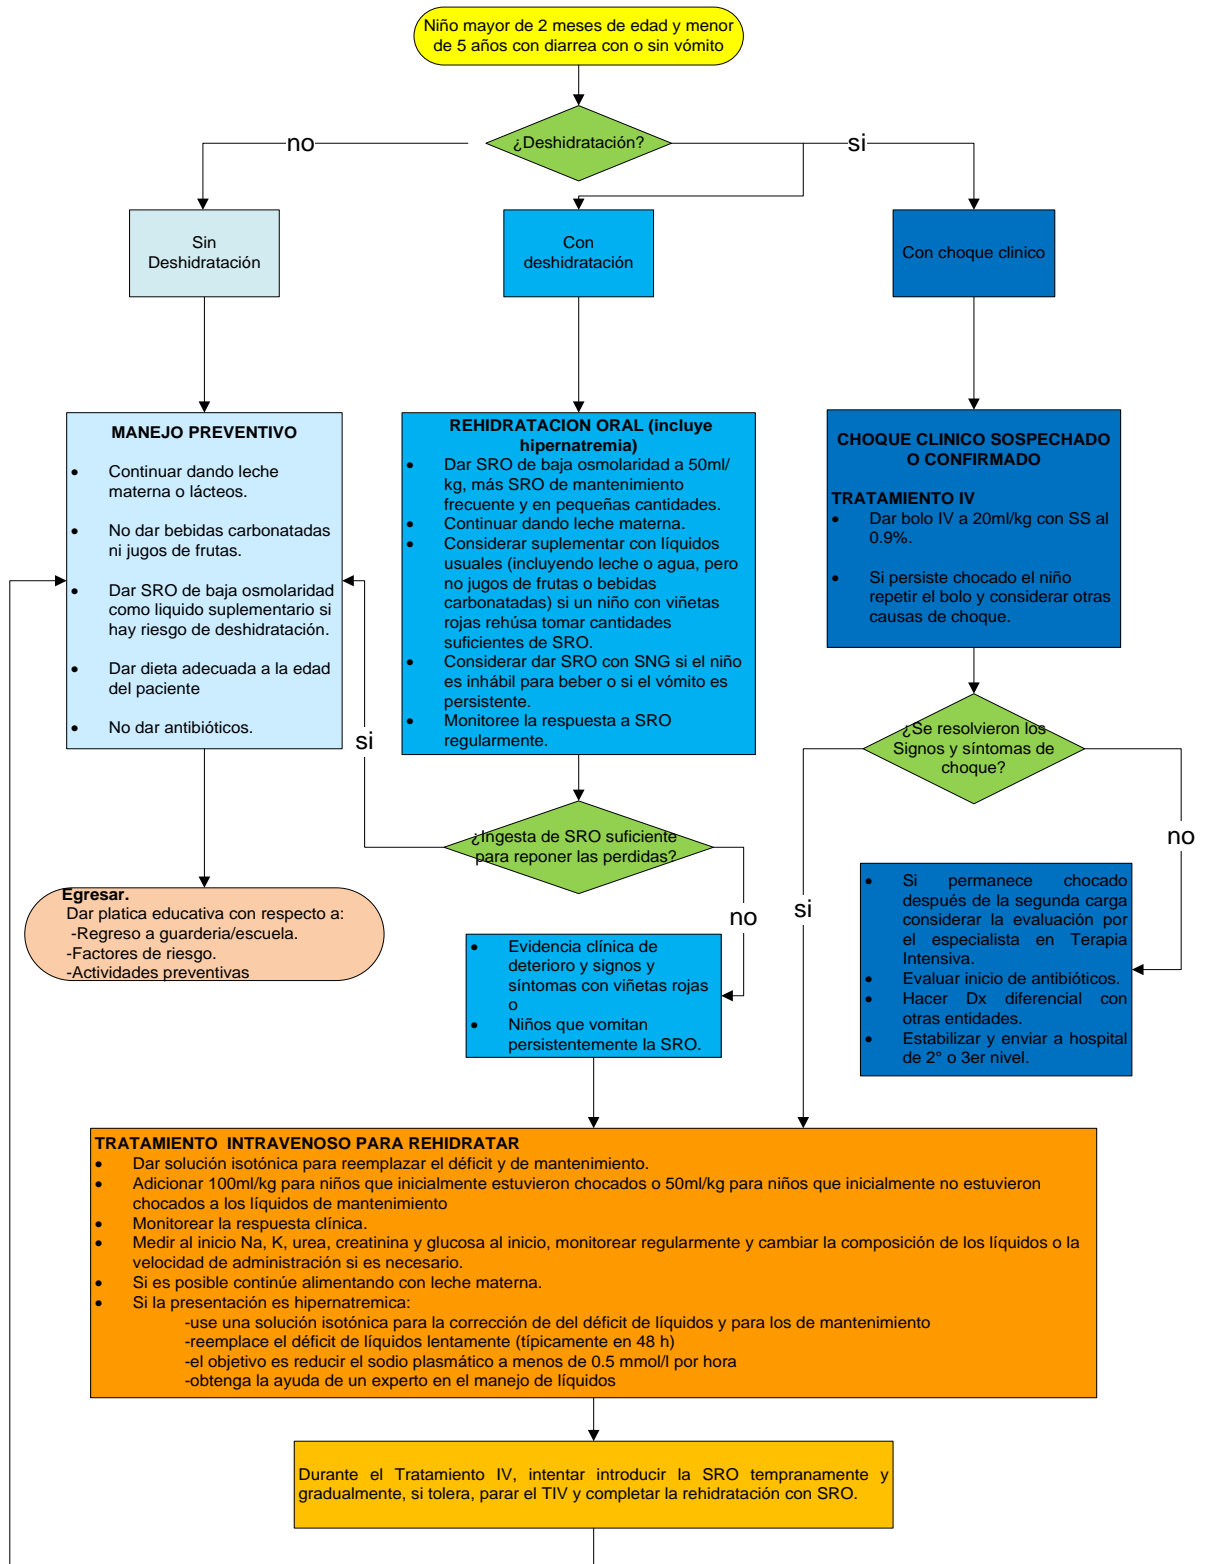 Niño mayor de 2 meses de edad y menor
de 5 años con diarrea con o sin vómito
¿Deshidratación?
no
si
Sin
Deshidratación
Con
deshidratación
Con choque clinico
MANEJO PREVENTIVO
• Continuar dando leche
materna o lácteos.
• No dar bebidas carbonatadas
ni jugos de frutas.
• Dar SRO de baja osmolaridad
como liquido suplementario si
hay riesgo de deshidratación.
• Dar dieta adecuada a la edad
del paciente
• No dar antibióticos.
REHIDRATACION ORAL (incluye
hipernatremia)
• Dar SRO de baja osmolaridad a 50ml/
kg, más SRO de mantenimiento
frecuente y en pequeñas cantidades.
• Continuar dando leche materna.
• Considerar suplementar con líquidos
usuales (incluyendo leche o agua, pero
no jugos de frutas o bebidas
carbonatadas) si un niño con viñetas
rojas rehúsa tomar cantidades
suficientes de SRO.
• Considerar dar SRO con SNG si el niño
es inhábil para beber o si el vómito es
persistente.
• Monitoree la respuesta a SRO
regularmente.
CHOQUE CLINICO SOSPECHADO
O CONFIRMADO
TRATAMIENTO IV
• Dar bolo IV a 20ml/kg con SS al
0.9%.
• Si persiste chocado el niño
repetir el bolo y considerar otras
causas de choque.
¿Se resolvieron los
Signos y síntomas de
choque?
si
no
¿Ingesta de SRO suficiente
para reponer las perdidas?
si
no
Egresar.
Dar platica educativa con respecto a:
-Regreso a guarderia/escuela.
-Factores de riesgo.
-Actividades preventivas
• Evidencia clínica de
deterioro y signos y
síntomas con viñetas rojas
o
• Niños que vomitan
persistentemente la SRO.
• Si permanece chocado
después de la segunda carga
considerar la evaluación por
el especialista en Terapia
Intensiva.
• Evaluar inicio de antibióticos.
• Hacer Dx diferencial con
otras entidades.
• Estabilizar y enviar a hospital
de 2° o 3er nivel.
TRATAMIENTO INTRAVENOSO PARA REHIDRATAR
• Dar solución isotónica para reemplazar el déficit y de mantenimiento.
• Adicionar 100ml/kg para niños que inicialmente estuvieron chocados o 50ml/kg para niños que inicialmente no estuvieron
chocados a los líquidos de mantenimiento
• Monitorear la respuesta clínica.
• Medir al inicio Na, K, urea, creatinina y glucosa al inicio, monitorear regularmente y cambiar la composición de los líquidos o la
velocidad de administración si es necesario.
• Si es posible continúe alimentando con leche materna.
• Si la presentación es hipernatremica:
-use una solución isotónica para la corrección de del déficit de líquidos y para los de mantenimiento
-reemplace el déficit de líquidos lentamente (típicamente en 48 h)
-el objetivo es reducir el sodio plasmático a menos de 0.5 mmol/l por hora
-obtenga la ayuda de un experto en el manejo de líquidos
Durante el Tratamiento IV, intentar introducir la SRO tempranamente y
gradualmente, si tolera, parar el TIV y completar la rehidratación con SRO.